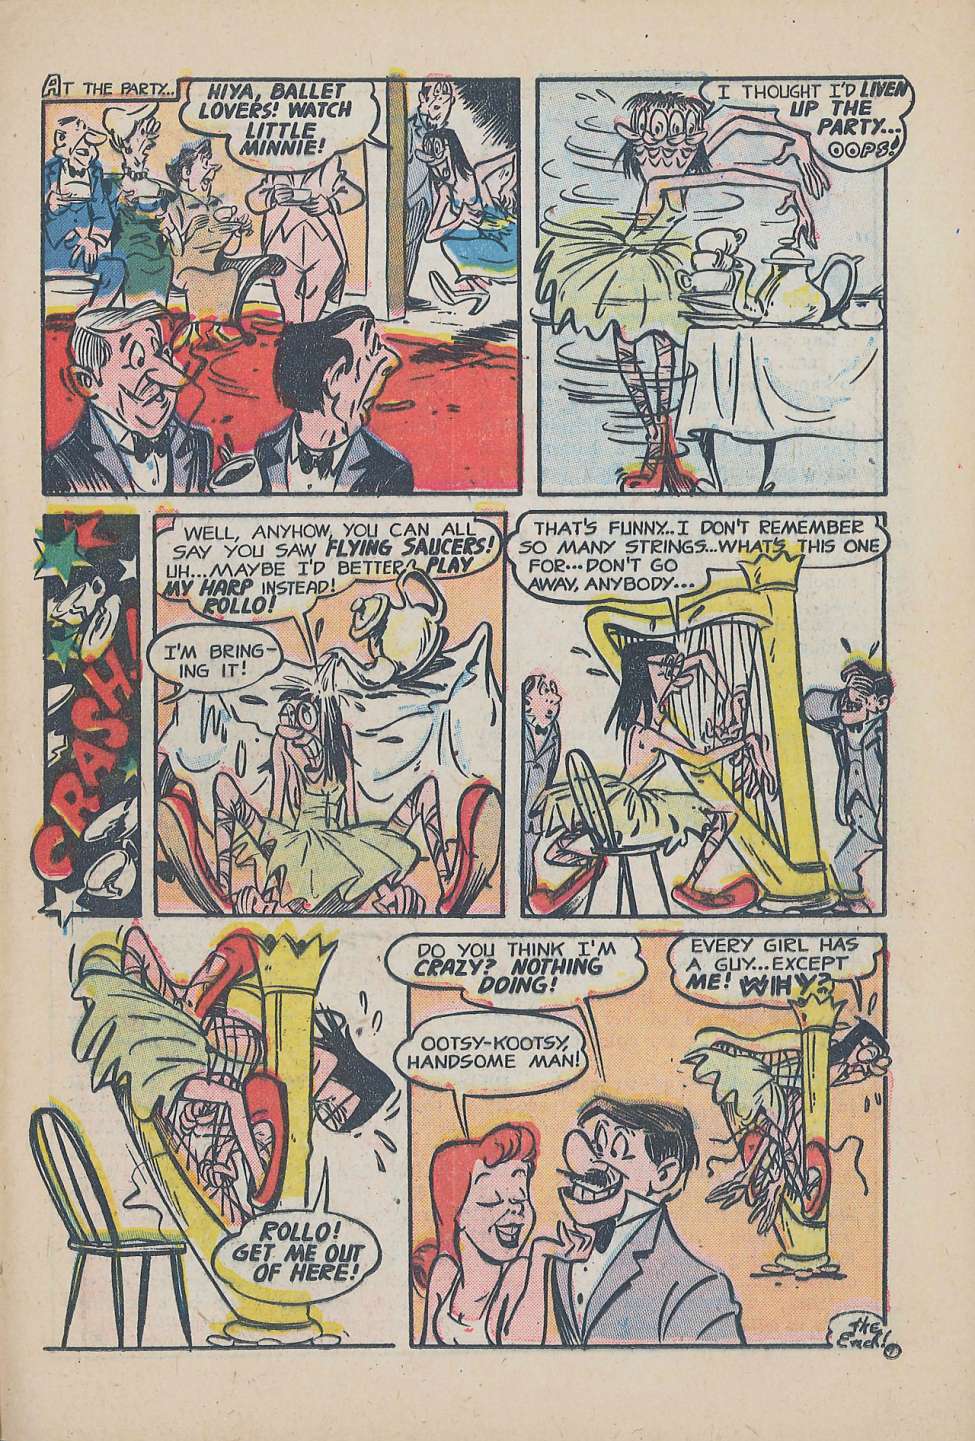 AT THE PARTY...
HIYA, BALLET
LOVERS! WATCH
LITTLE
MINNIE!
I THOUGHT I'D LIVEN
UP THE
PARTY...
OOPS!
CRASH!
WELL, ANYHOW, YOU CAN ALL
SAY YOU SAW FLYING SAUCERS!
UH...MAYBE I'D BETTER PLAY
MY HARP INSTEAD!
ROLLO!
I'M BRING-
ING IT!
THAT'S FUNNY...I DON'T REMEMBER
SO MANY STRINGS...WHAT'S THIS ONE
FOR...DON'T GO
AWAY, ANYBODY...
ROLLO!
GET ME OUT
OF HERE!
DO YOU THINK I'M
CRAZY? NOTHING
DOING!
OOTSY-KOOTSY,
HANDSOME MAN!
EVERY GIRL HAS
A GUY...EXCEPT
ME! WHY?
The
End!